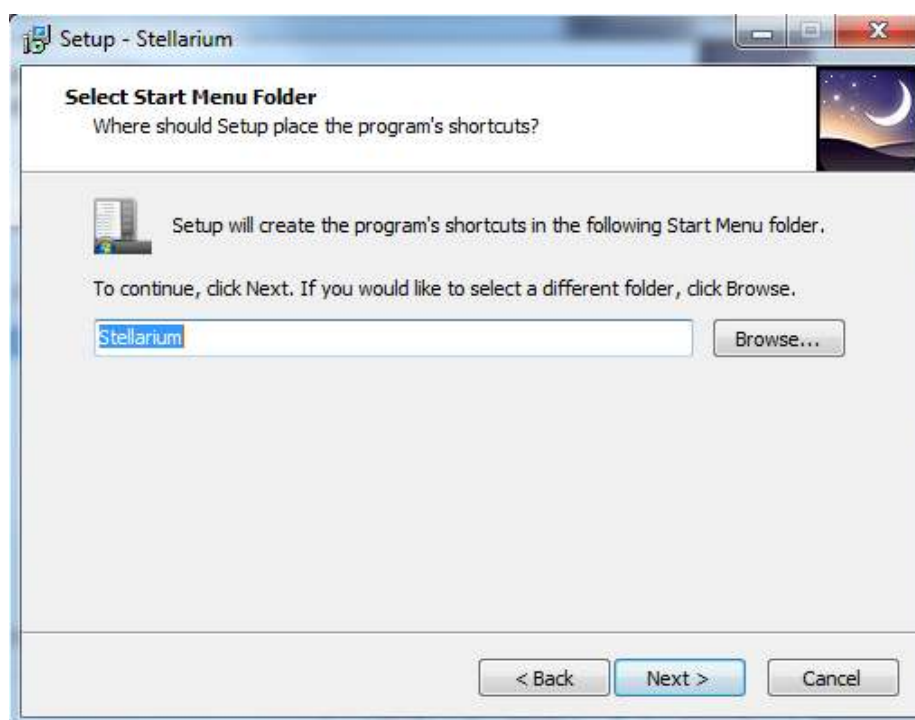 Setup - Stellarium
Select Start Menu Folder
Where should Setup place the program's shortcuts?
Setup will create the program's shortcuts in the following Start Menu folder.
To continue, click Next. If you would like to select a different folder, click Browse.
Stellarium
Browse...
< Back
Next >
Cancel